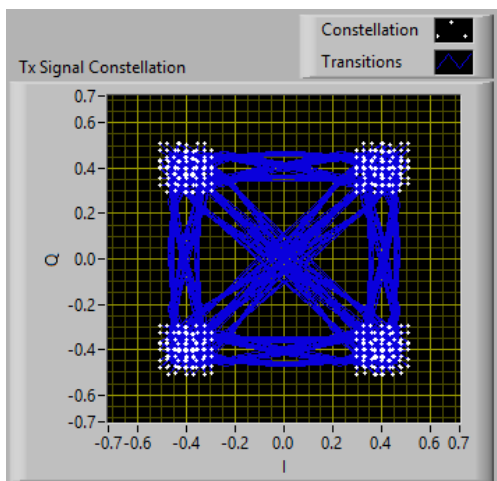 Constellation
Transitions
Tx Signal Constellation
0.7-
0.6-
0.4-
0.2-
0.0-
-0.2-
-0.4-
-0.6-
-0.7-
Q
-0.7 -0.6 -0.4 -0.2 0.0 0.2 0.4 0.6 0.7
I